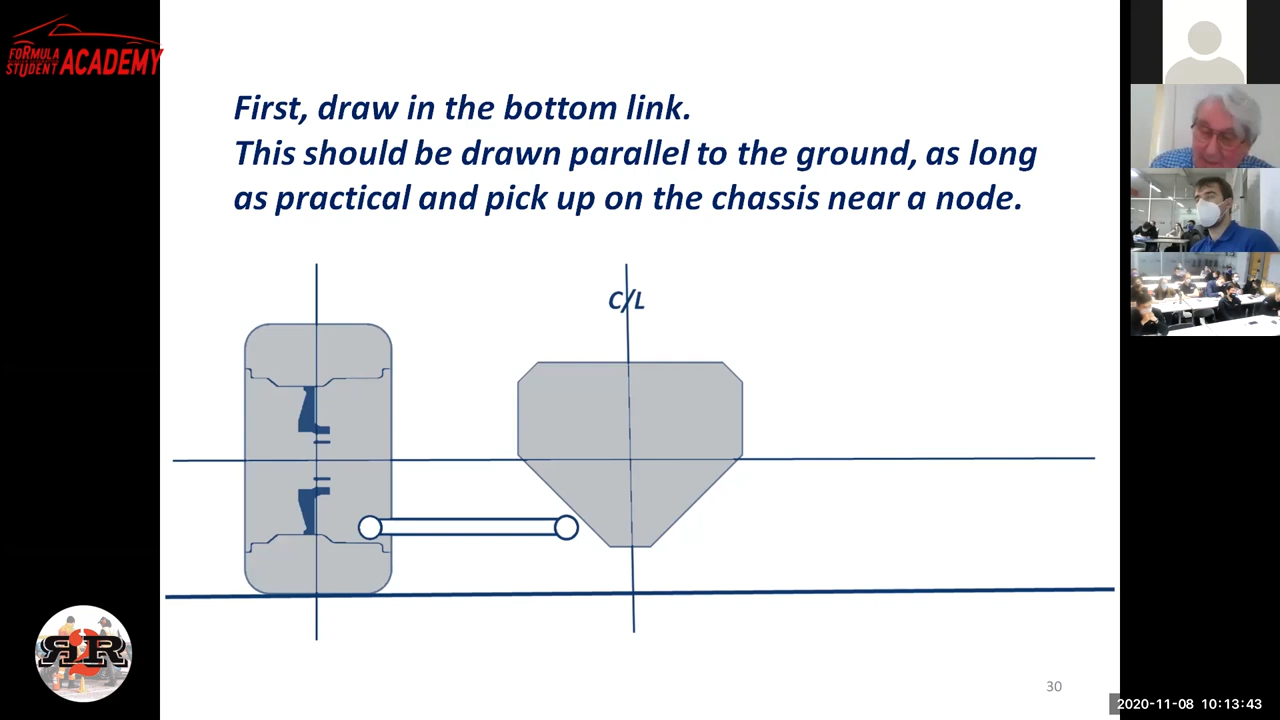 FORMULA
STUDENT ACADEMY
First, draw in the bottom link.
This should be drawn parallel to the ground, as long
as practical and pick up on the chassis near a node.
C/L
R2R
30
2020-11-08 10:13:43